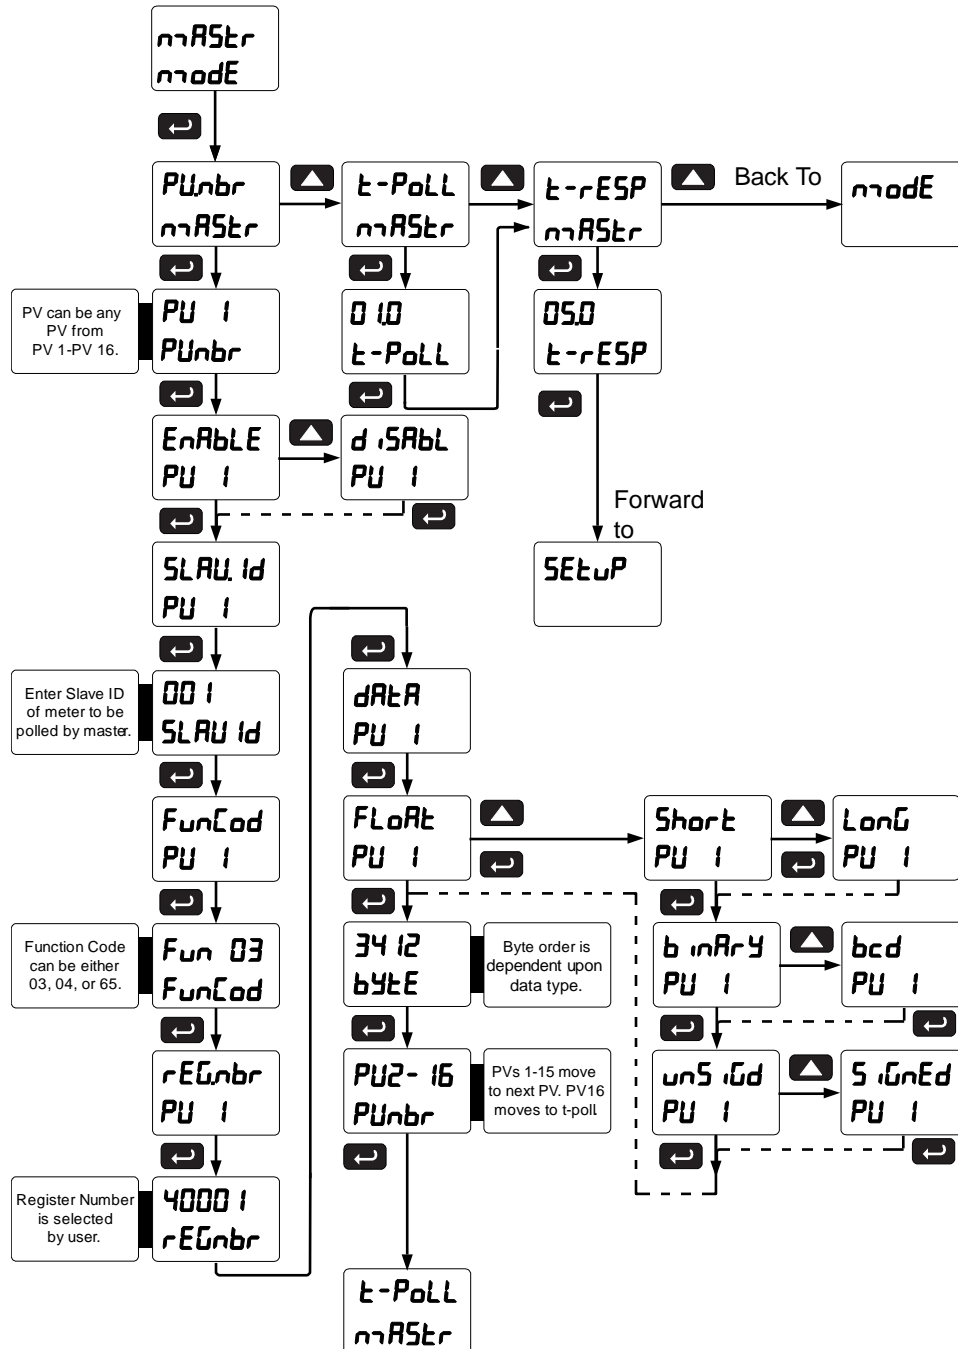 mAStr
modE
PV.nbr
mAStr
t-PoLL
mAStr
t-rESP
mAStr
Back To
modE
PV can be any
PV from
PV 1-PV 16.
PV 1
PVnbr
01.0
t-PoLL
05.0
t-rESP
EnAbLE
PV 1
diSAbL
PV 1
Forward
to
SLAV.Id
PV 1
SEtuP
Enter Slave ID
of meter to be
polled by master.
001
SLAVId
dAtA
PV 1
FunCod
PV 1
FLoAt
PV 1
Short
PV 1
LonG
PV 1
Function Code
can be either
03, 04, or 65.
Fun 03
FunCod
3412
bytE
Byte order is
dependent upon
data type.
binAry
PV 1
bcd
PV 1
rEG.nbr
PV 1
PV2-16
PVnbr
PVs 1-15 move
to next PV. PV16
moves to t-poll.
unSiGd
PV 1
SiGnEd
PV 1
Register Number
is selected
by user.
40001
rEGnbr
t-PoLL
mAStr